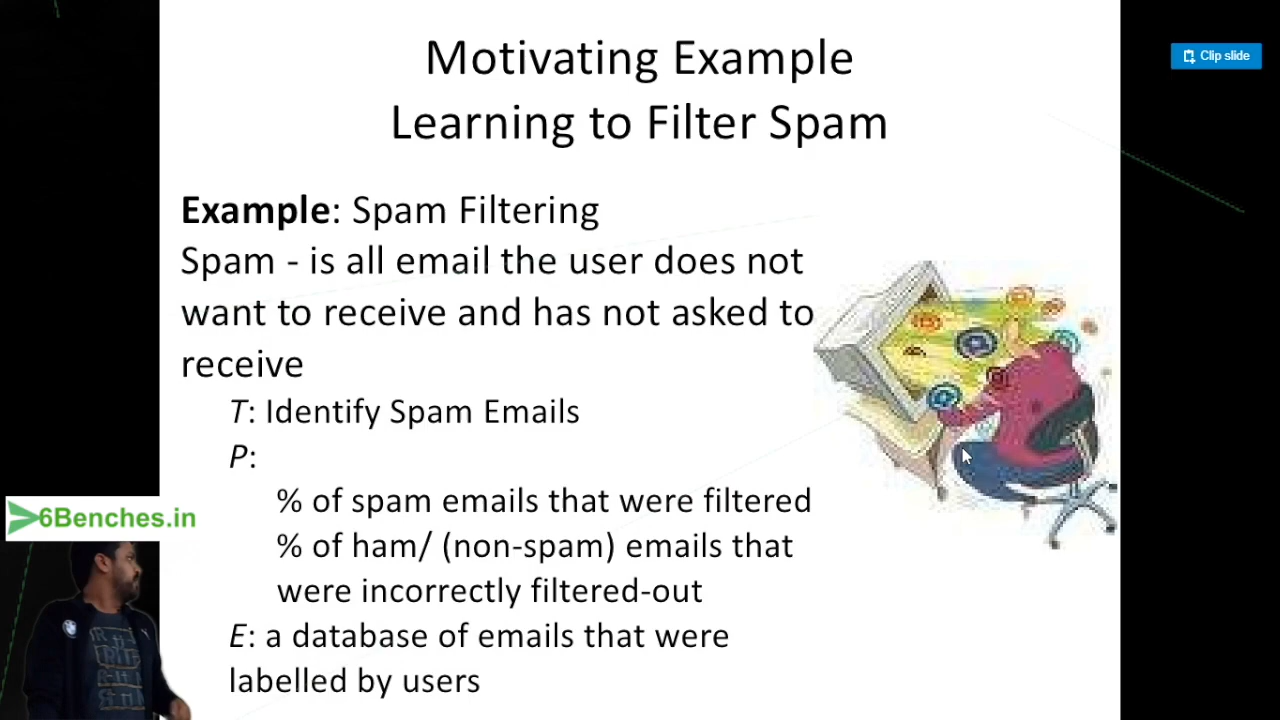 Motivating Example
Learning to Filter Spam
Clip slide
Example: Spam Filtering
Spam - is all email the user does not
want to receive and has not asked to
receive
T: Identify Spam Emails
P:
% of spam emails that were filtered
% of ham/ (non-spam) emails that
were incorrectly filtered-out
E: a database of emails that were
labelled by users
6Benches.in